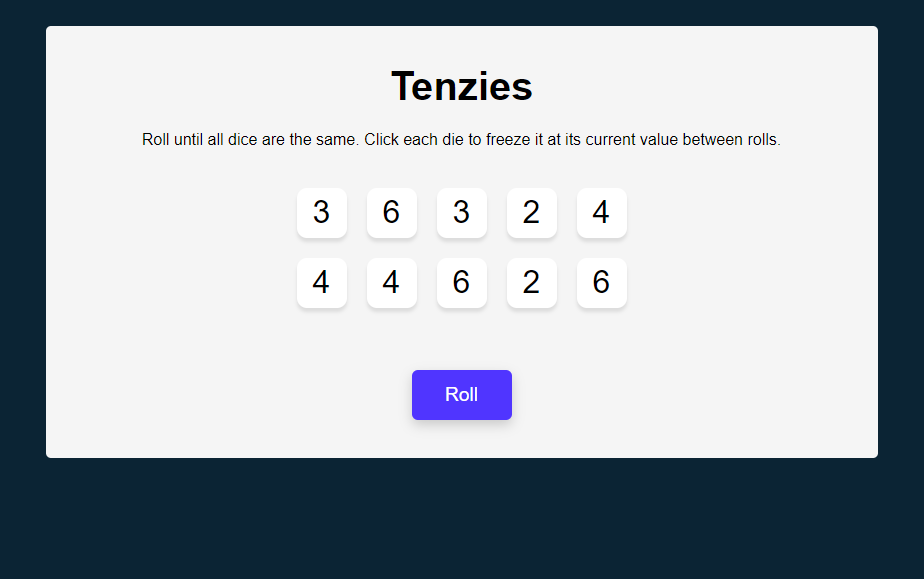 Tenzies
Roll until all dice are the same. Click each die to freeze it at its current value between rolls.
3 6 3 2 4
4 4 6 2 6
Roll